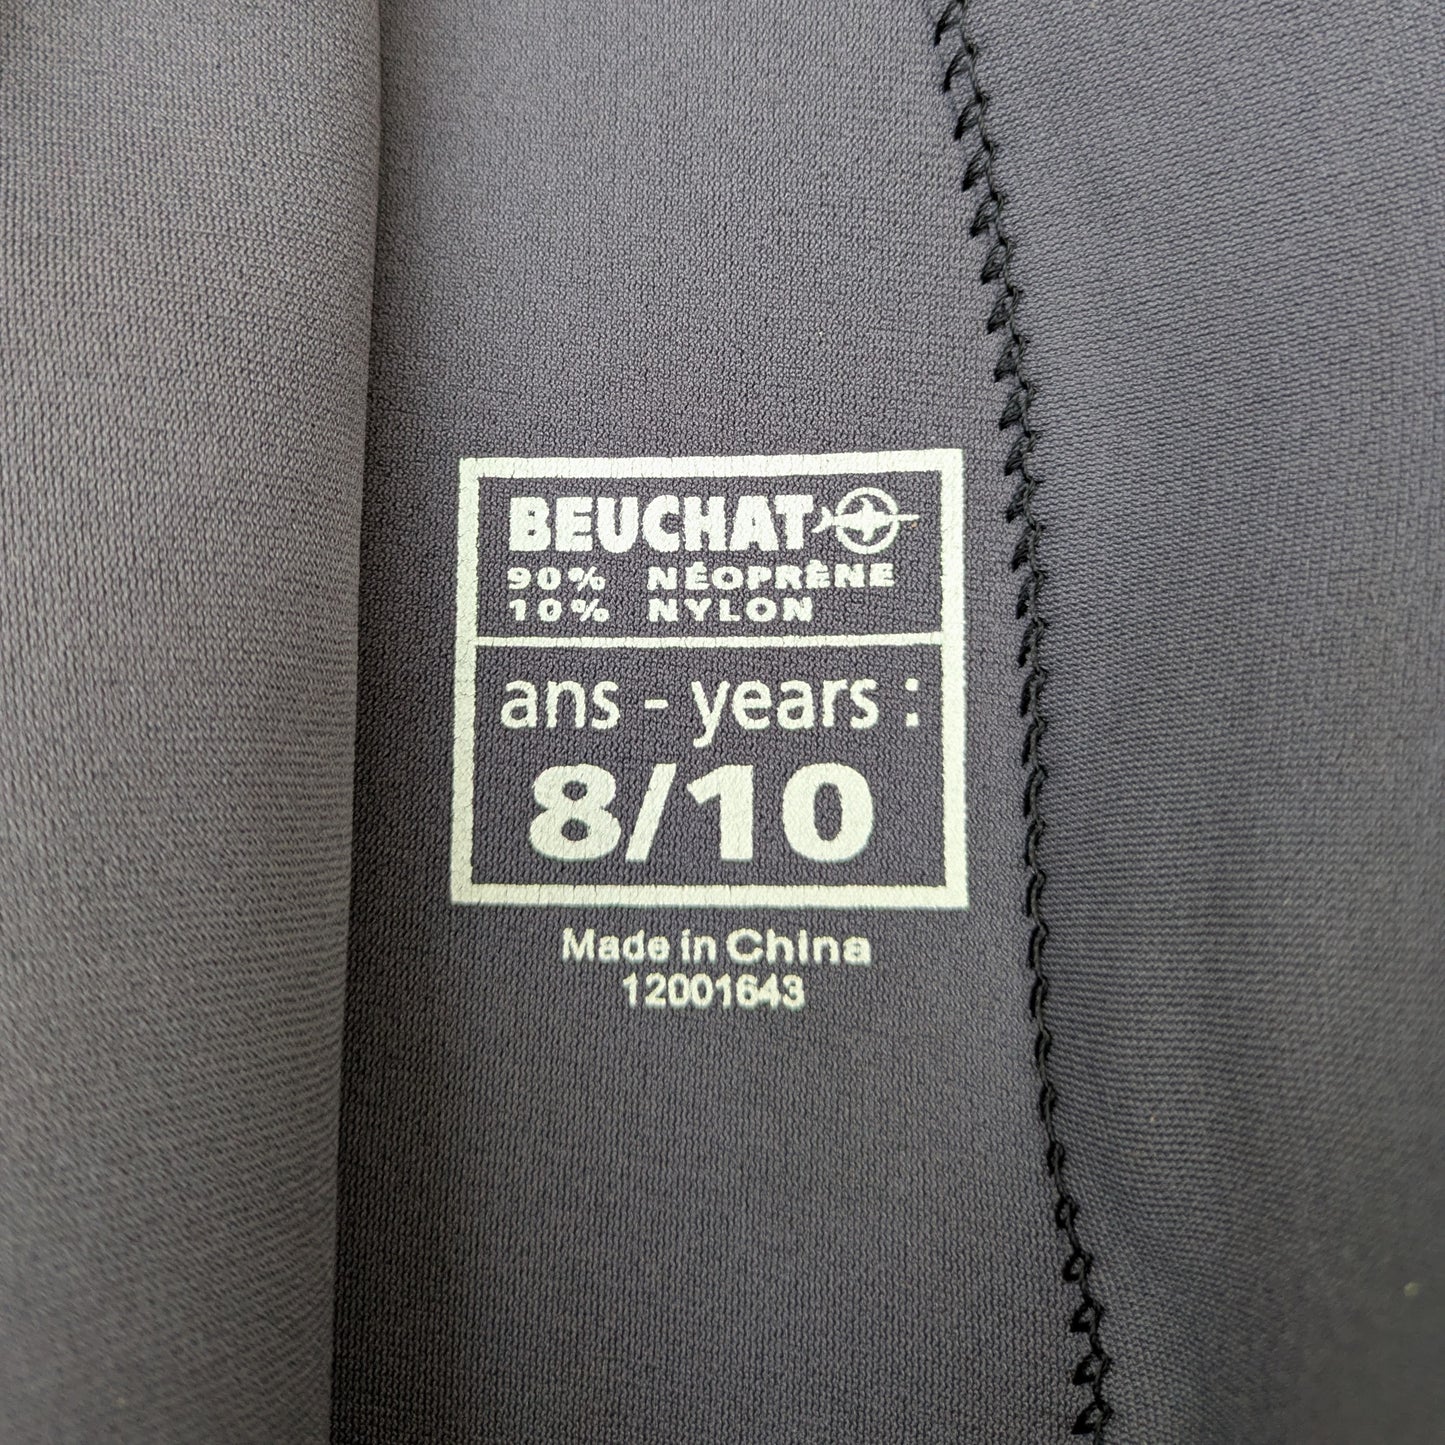 BEUCHAT
90% NÉOPRÈNE
10% NYLON
ans - years :
8/10
Made in China
12001643